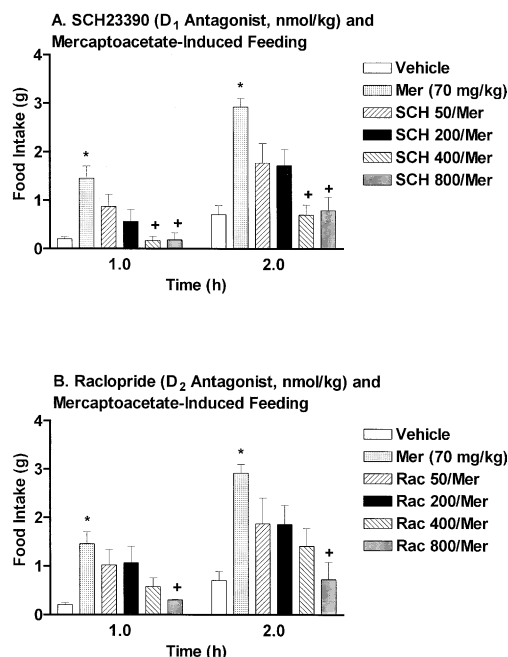 A. SCH23390 (D1 Antagonist, nmol/kg) and
Mercaptoacetate-Induced Feeding
Vehicle
Mer (70 mg/kg)
SCH 50/Mer
SCH 200/Mer
SCH 400/Mer
SCH 800/Mer
Food Intake (g)
4
3
2
1
0
*
+
+
*
+
+
1.0
2.0
Time (h)
B. Raclopride (D2 Antagonist, nmol/kg) and
Mercaptoacetate-Induced Feeding
Vehicle
Mer (70 mg/kg)
Rac 50/Mer
Rac 200/Mer
Rac 400/Mer
Rac 800/Mer
Food Intake (g)
4
3
2
1
0
*
+
*
+
1.0
2.0
Time (h)